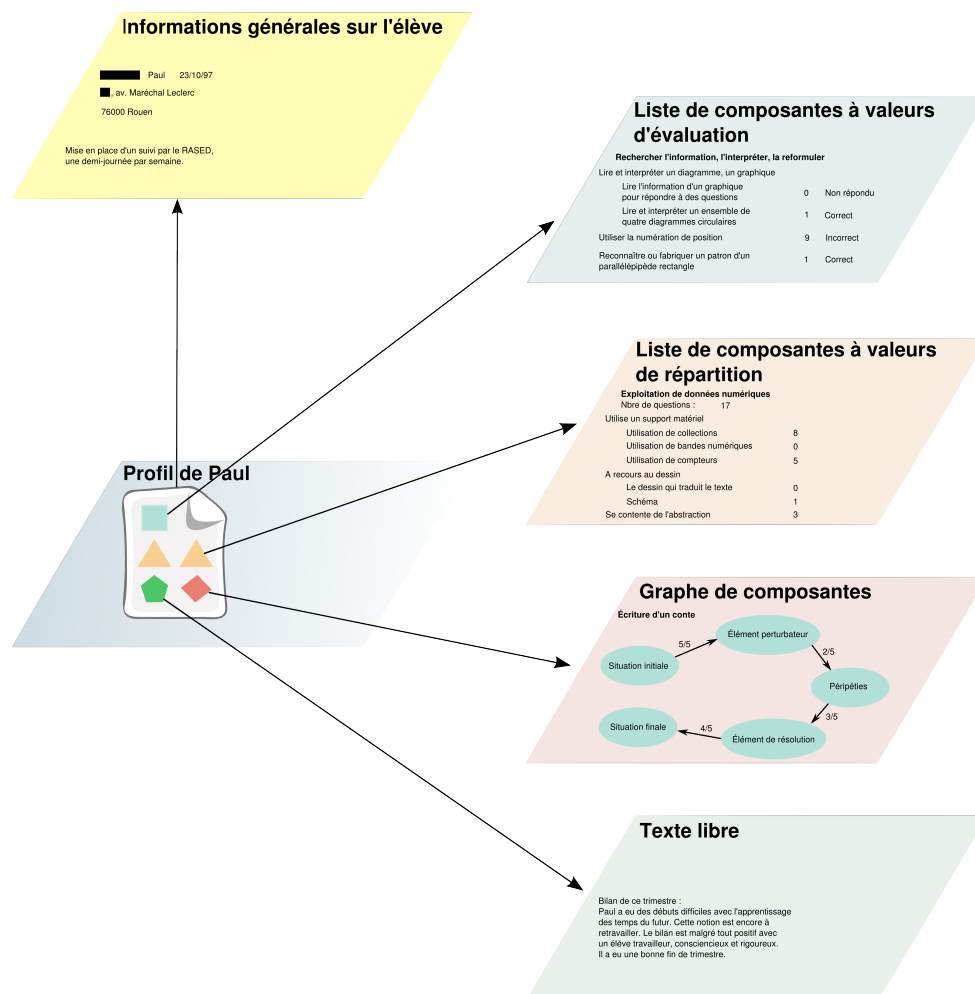 Informations générales sur l'élève
Paul 23/10/97
, av. Maréchal Leclerc
76000 Rouen
Mise en place d'un suivi par le RASED,
une demi-journée par semaine.
Liste de composantes à valeurs
d'évaluation
Rechercher l'information, l'interpréter, la reformuler
Lire et interpréter un diagramme, un graphique
Lire l'information d'un graphique
pour répondre à des questions 0 Non répondu
Lire et interpréter un ensemble de
quatre diagrammes circulaires 1 Correct
Utiliser la numération de position 9 Incorrect
Reconnaître ou fabriquer un patron d'un
parallélépipède rectangle 1 Correct
Liste de composantes à valeurs
de répartition
Exploitation de données numériques
Nbre de questions : 17
Utilise un support matériel
Utilisation de collections 8
Utilisation de bandes numériques 0
Utilisation de compteurs 5
A recours au dessin
Le dessin qui traduit le texte 0
Schéma 1
Se contente de l'abstraction 3
Profil de Paul
Graphe de composantes
Écriture d'un conte
Élément perturbateur
5/5
2/5
Situation initiale
Péripéties
3/5
Situation finale
4/5
Élément de résolution
Texte libre
Bilan de ce trimestre :
Paul a eu des débuts difficiles avec l'apprentissage
des temps du futur. Cette notion est encore à
retravailler. Le bilan est malgré tout positif avec
un élève travailleur, consciencieux et rigoureux.
Il a eu une bonne fin de trimestre.